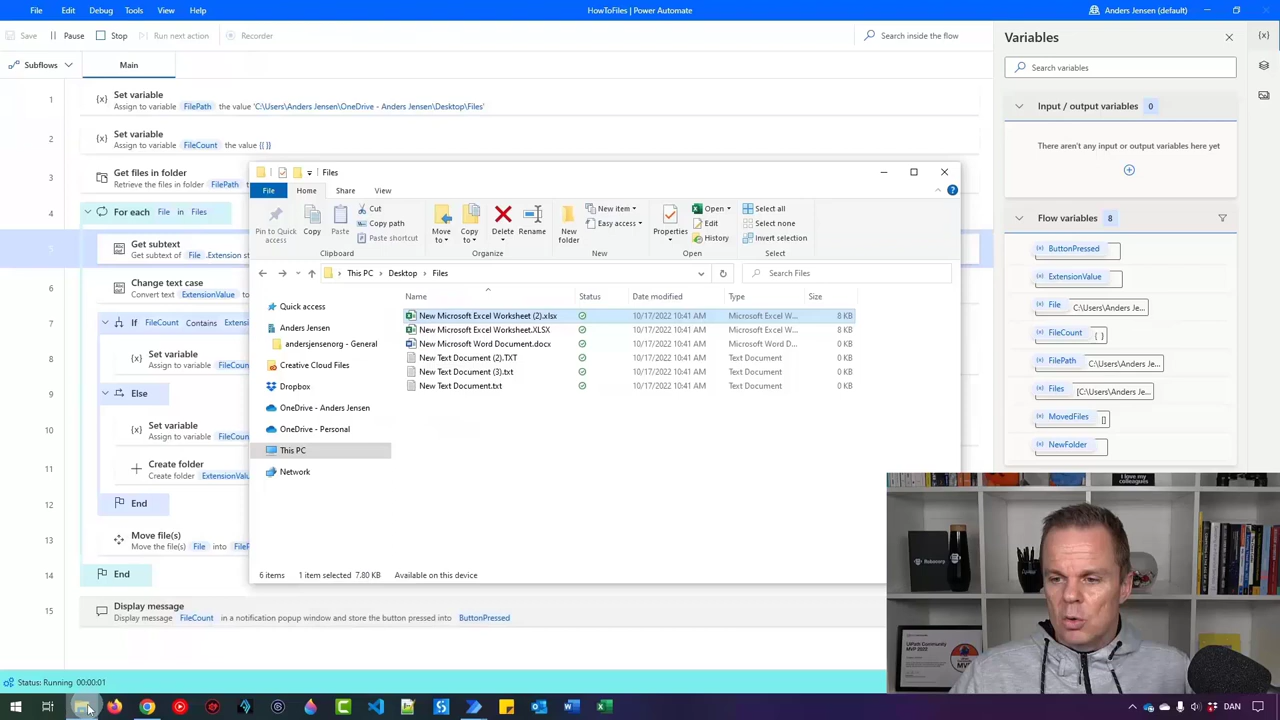 File Edit Debug Tools View Help
HowToFiles | Power Automate
Anders Jensen (default)
Save Pause Stop Run next action Recorder
Search inside the flow
Subflows
Main
1
Set variable
Assign to variable FilePath the value 'C:\Users\Anders Jensen\OneDrive - Anders Jensen\Desktop\Files'
2
Set variable
Assign to variable FileCount the value {{ }}
3
Get files in folder
Retrieve the files in folder FilePath
4
For each File in Files
5
Get subtext
Get subtext of File .Extension
6
Change text case
Convert text ExtensionValue to
7
If FileCount Contains
8
Set variable
Assign to variable
9
Else
10
Set variable
Assign to variable
11
Create folder
Create folder
12
End
13
Move file(s)
Move the file(s) File into
14
End
15
Display message
Display message FileCount in a notification popup window and store the button pressed into ButtonPressed
Status: Running 00:00:01
Files
File Home Share View
Pin to Quick access
Copy
Paste
Cut
Copy path
Paste shortcut
Clipboard
Move to
Copy to
Delete
Rename
Organize
New folder
New item
Easy access
New
Properties
Open
Edit
History
Open
Select all
Select none
Invert selection
Select
This PC > Desktop > Files
Search Files
Quick access
Anders Jensen
andersjensenorg - General
Creative Cloud Files
Dropbox
OneDrive - Anders Jensen
OneDrive - Personal
This PC
Network
Name Status Date modified Type Size
New Microsoft Excel Worksheet (2).xlsx 10/17/2022 10:41 AM Microsoft Excel W... 8 KB
New Microsoft Excel Worksheet.XLSX 10/17/2022 10:41 AM Microsoft Excel W... 8 KB
New Microsoft Word Document.docx 10/17/2022 10:41 AM Microsoft Word D... 0 KB
New Text Document (2).TXT 10/17/2022 10:41 AM Text Document 0 KB
New Text Document (3).txt 10/17/2022 10:41 AM Text Document 0 KB
New Text Document.txt 10/17/2022 10:41 AM Text Document 0 KB
6 items 1 item selected 7.80 KB Available on this device
Variables
Search variables
Input / output variables 0
There aren't any input or output variables here yet
Flow variables 8
ButtonPressed
ExtensionValue
File C:\Users\Anders Je...
FileCount { }
FilePath C:\Users\Anders Je...
Files [C:\Users\Anders Je...
MovedFiles []
NewFolder
I love my colleagues
Robocorp
UiPath Community
MVP 2022
DAN